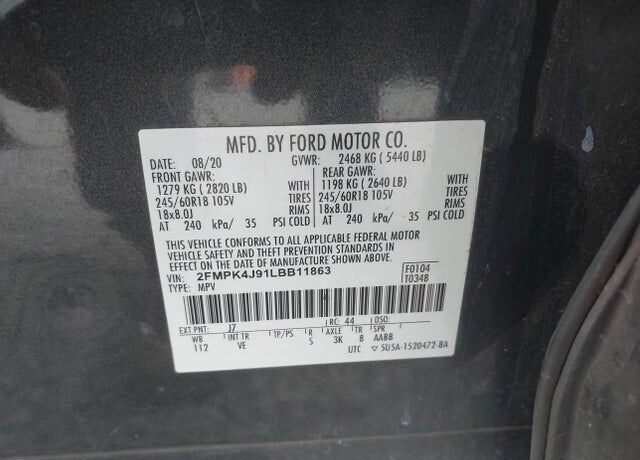 MFD. BY FORD MOTOR CO.
DATE: 08/20 GVWR: 2468 KG ( 5440 LB)
FRONT GAWR: REAR GAWR:
1279 KG ( 2820 LB) WITH 1198 KG ( 2640 LB) WITH
245/60R18 105V TIRES 245/60R18 105V TIRES
18x8.0J RIMS 18x8.0J RIMS
AT 240 kPa/ 35 PSI COLD AT 240 kPa/ 35 PSI COLD
THIS VEHICLE CONFORMS TO ALL APPLICABLE FEDERAL MOTOR
VEHICLE SAFETY AND THEFT PREVENTION STANDARDS IN
EFFECT ON THE DATE OF MANUFACTURE SHOWN ABOVE.
VIN: 2FMPK4J91LBB11863 F0104
TYPE: MPV T0348
EXT PNT: J7 RC: 44 DSO:
WB INT TR TP/PS R AXLE TR SPR
112 VE S 3K 8 AABB
UTC ▽ SU5A-1520472-BA